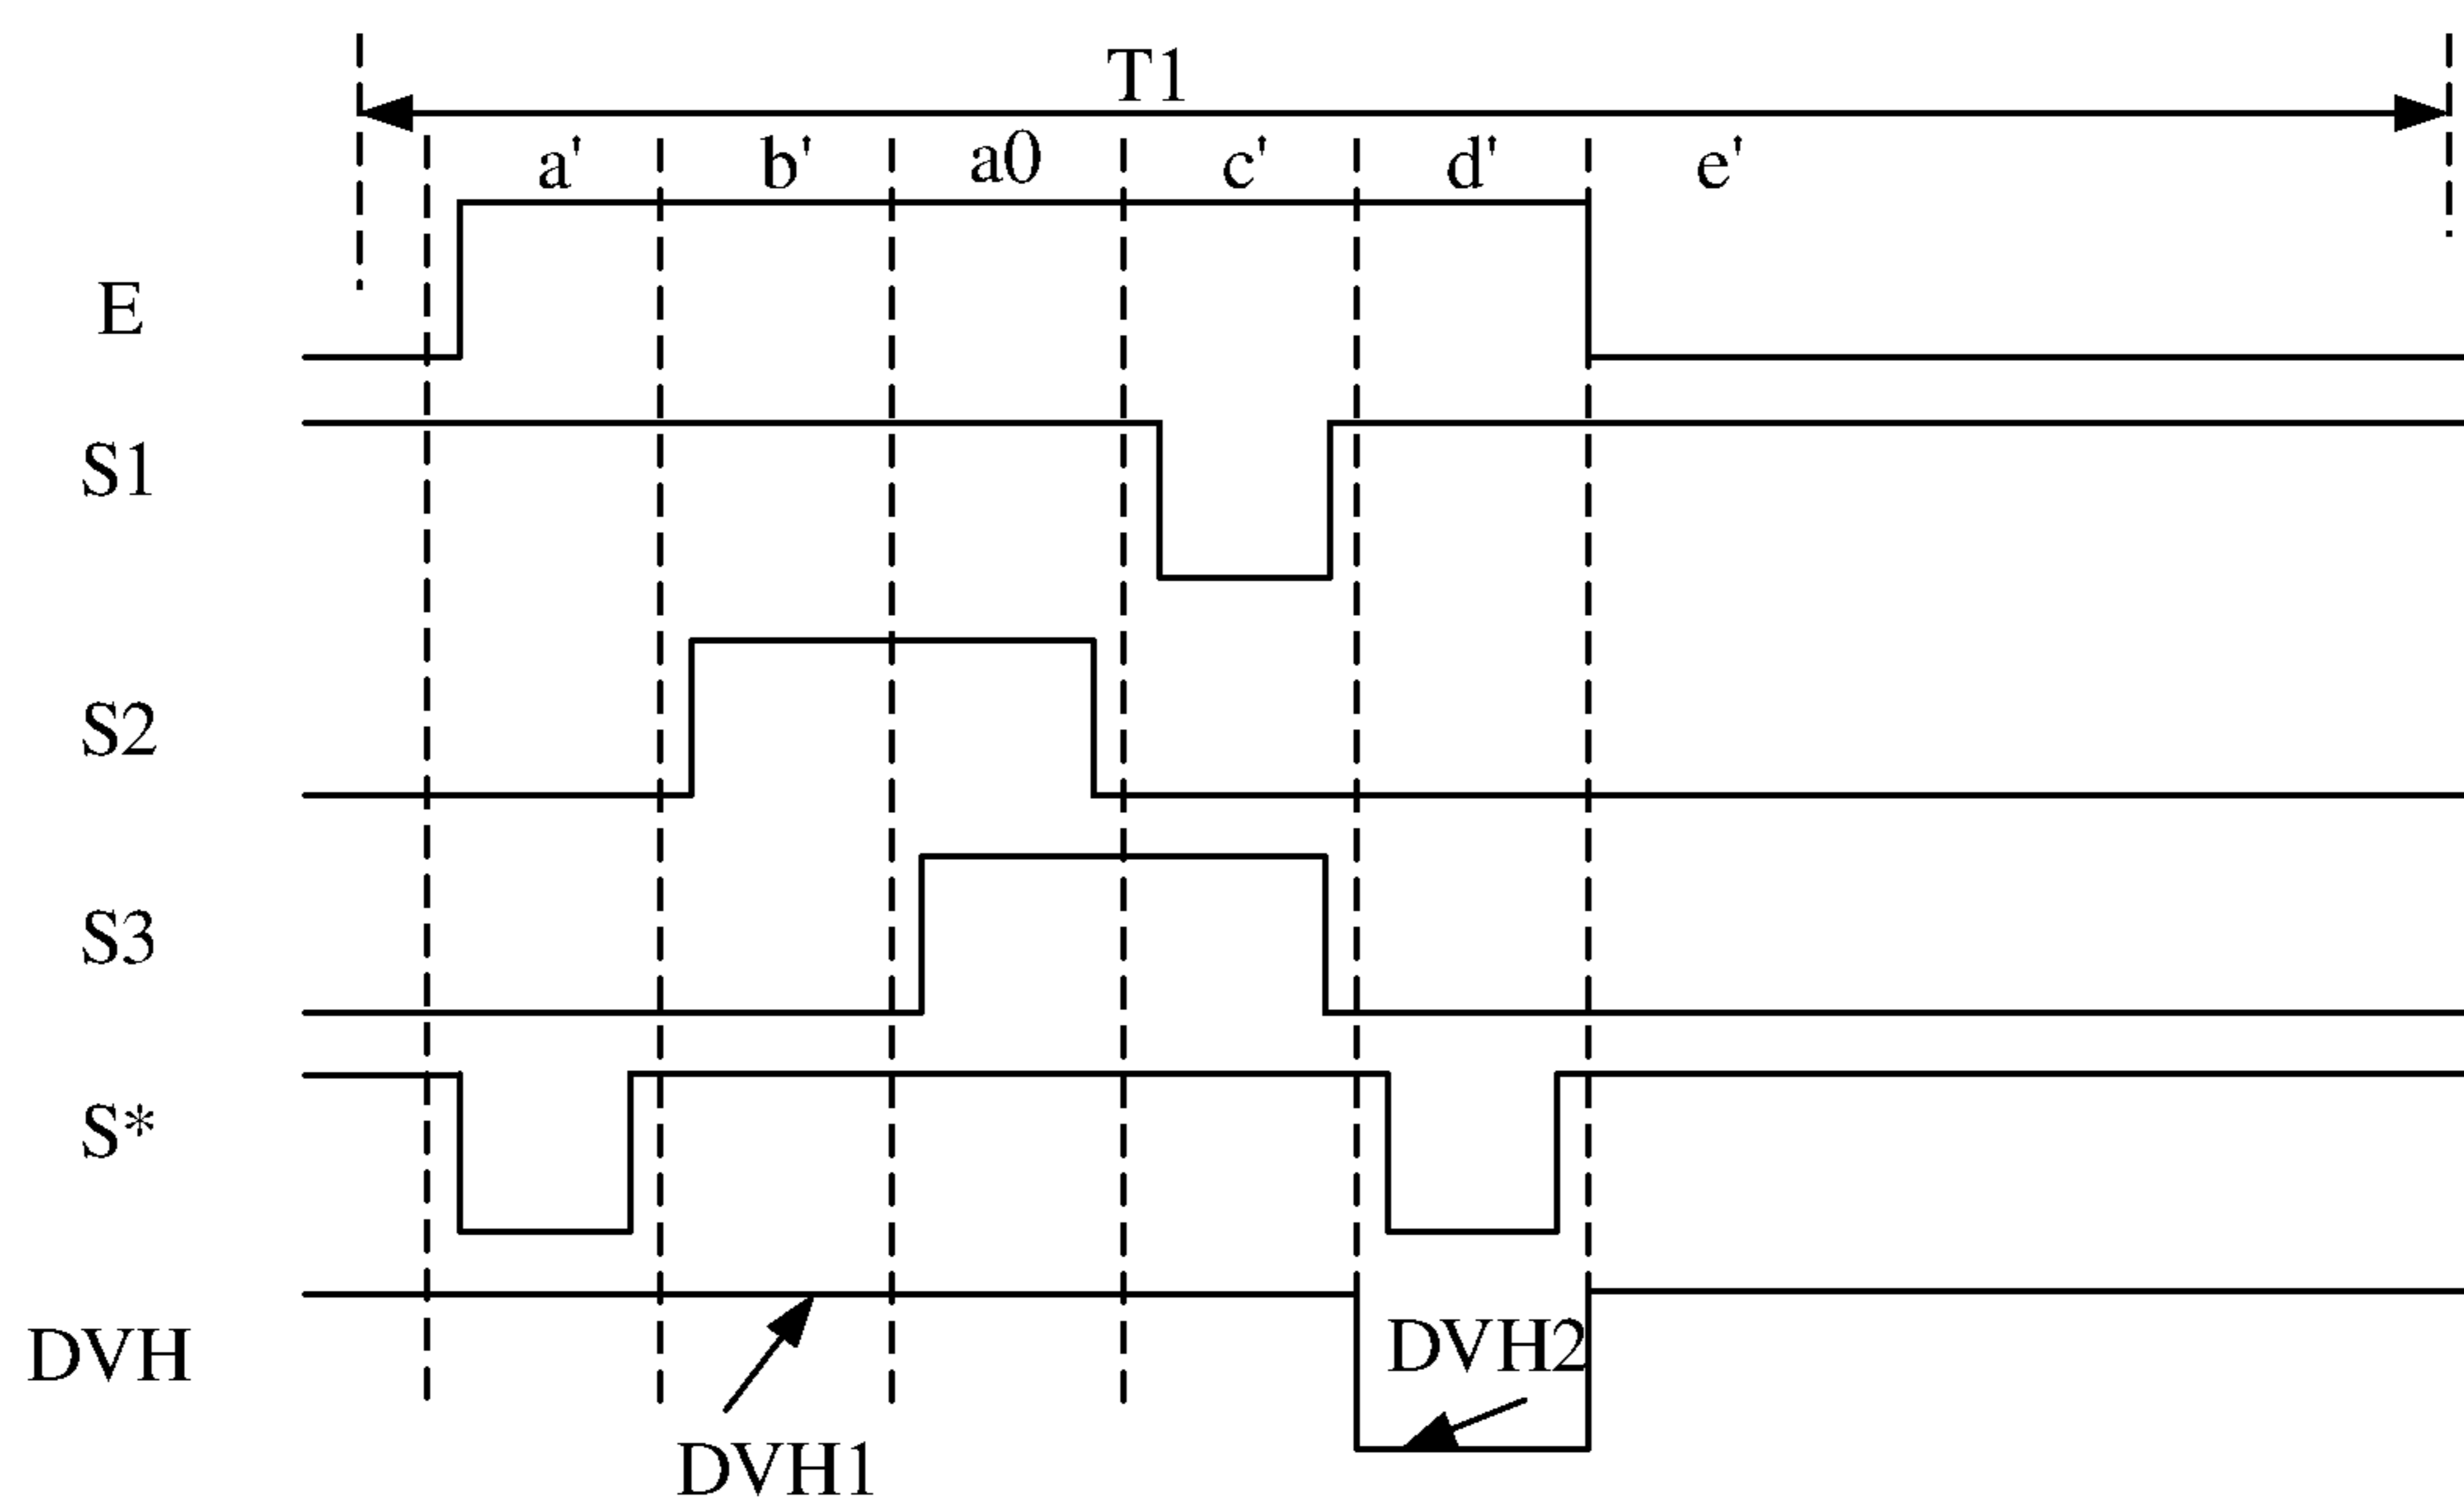 T1
a' b' a0 c' d' e'
E
S1
S2
S3
S*
DVH
DVH2
DVH1